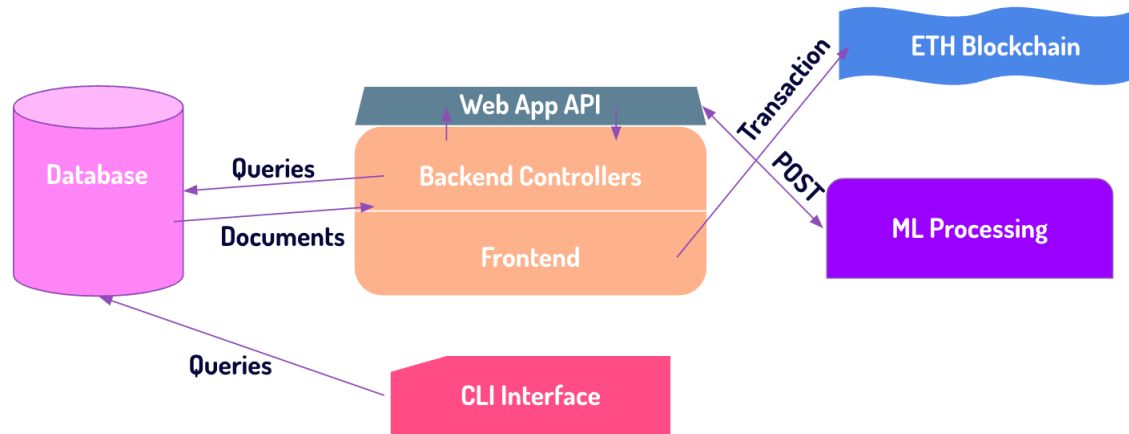 ETH Blockchain
Transaction
Web App API
Database
Queries
Backend Controllers
POST
Documents
ML Processing
Frontend
Queries
CLI Interface